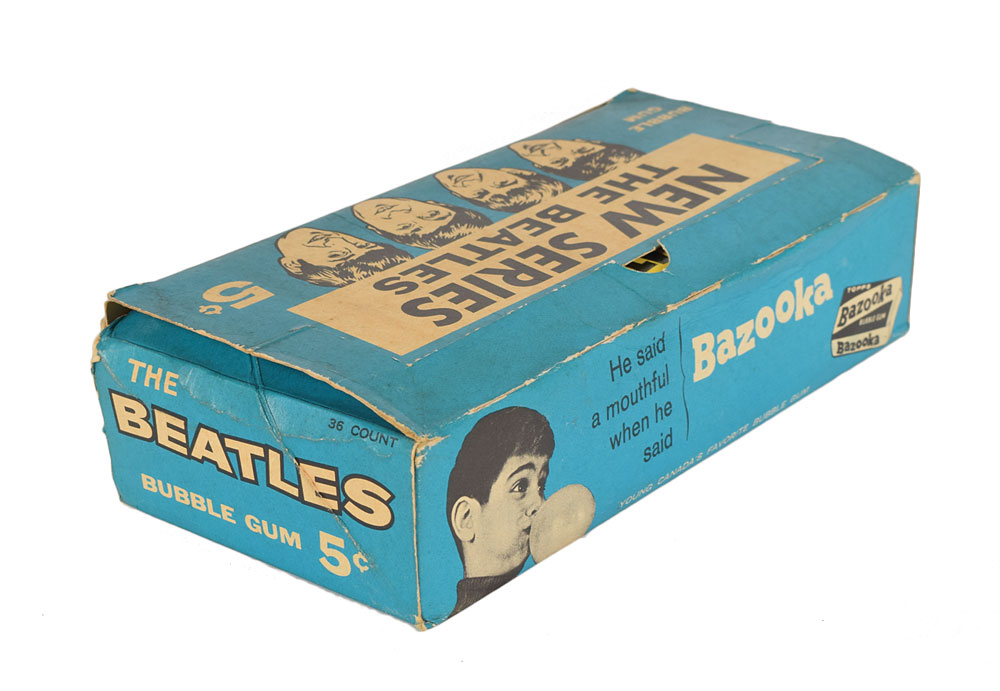 BUBBLE
GUM
NEW SERIES
THE BEATLES
5¢
THE
BEATLES
36 COUNT
BUBBLE GUM 5¢
He said
a mouthful
when he
said
Bazooka
TOPPS
Bazooka
BUBBLE GUM
Bazooka
YOUNG CANADA'S FAVORITE BUBBLE GUM